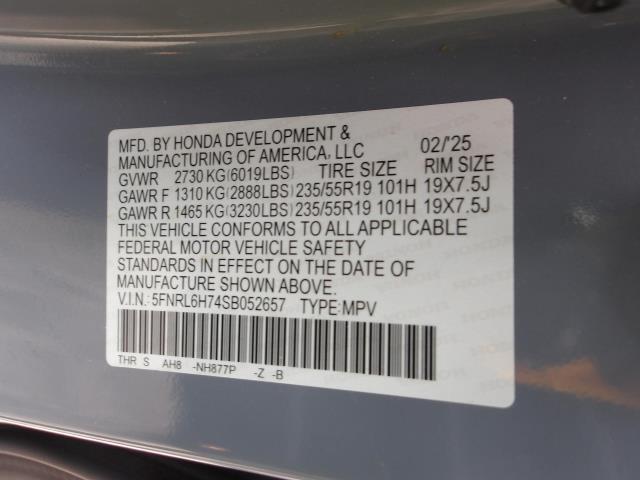 MFD. BY HONDA DEVELOPMENT &
MANUFACTURING OF AMERICA, LLC 02/'25
GVWR 2730 KG(6019LBS) TIRE SIZE RIM SIZE
GAWR F 1310 KG(2888LBS) 235/55R19 101H 19X7.5J
GAWR R 1465 KG(3230LBS) 235/55R19 101H 19X7.5J
THIS VEHICLE CONFORMS TO ALL APPLICABLE
FEDERAL MOTOR VEHICLE SAFETY
STANDARDS IN EFFECT ON THE DATE OF
MANUFACTURE SHOWN ABOVE.
V.I.N.: 5FNRL6H74SB052657 TYPE:MPV
THR S AH8 -NH877P -Z -B